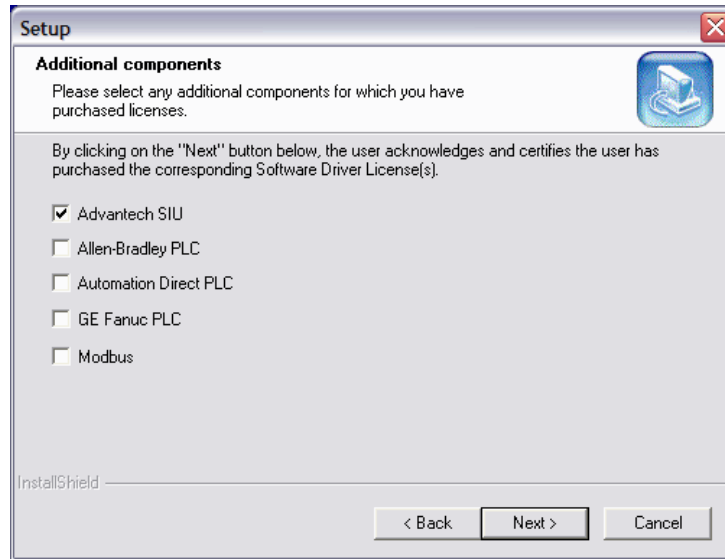 Setup
Additional components
Please select any additional components for which you have
purchased licenses.
By clicking on the "Next" button below, the user acknowledges and certifies the user has
purchased the corresponding Software Driver License(s).
Advantech SIU
Allen-Bradley PLC
Automation Direct PLC
GE Fanuc PLC
Modbus
InstallShield
< Back
Next >
Cancel